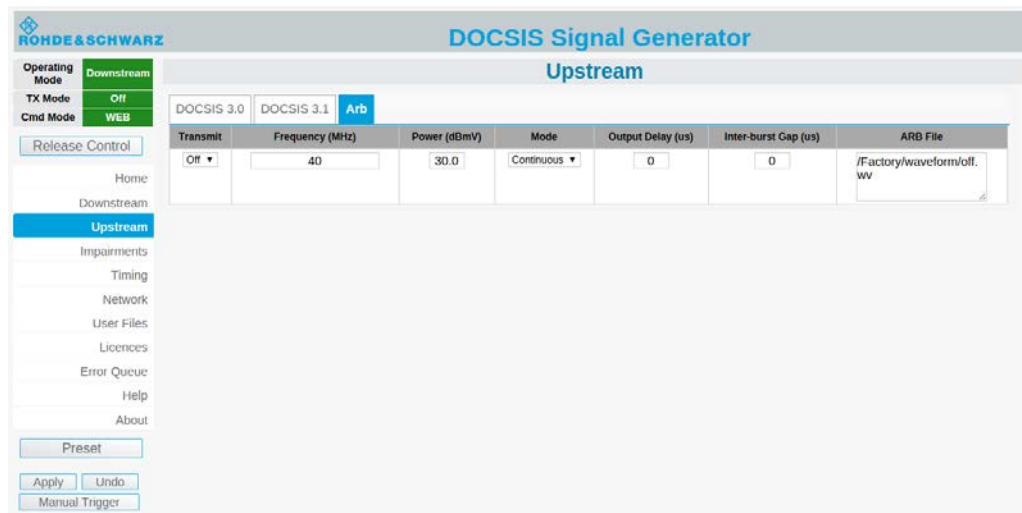 ROHDE&SCHWARZ
DOCSIS Signal Generator
Operating Mode Downstream
TX Mode Off
Cmd Mode WEB
Release Control
Home
Downstream
Upstream
Impairments
Timing
Network
User Files
Licences
Error Queue
Help
About
Preset
Apply Undo
Manual Trigger
Upstream
DOCSIS 3.0 DOCSIS 3.1 Arb
Transmit Frequency (MHz) Power (dBmV) Mode Output Delay (us) Inter-burst Gap (us) ARB File
Off 40 30.0 Continuous 0 0 /Factory/waveform/off.
wv